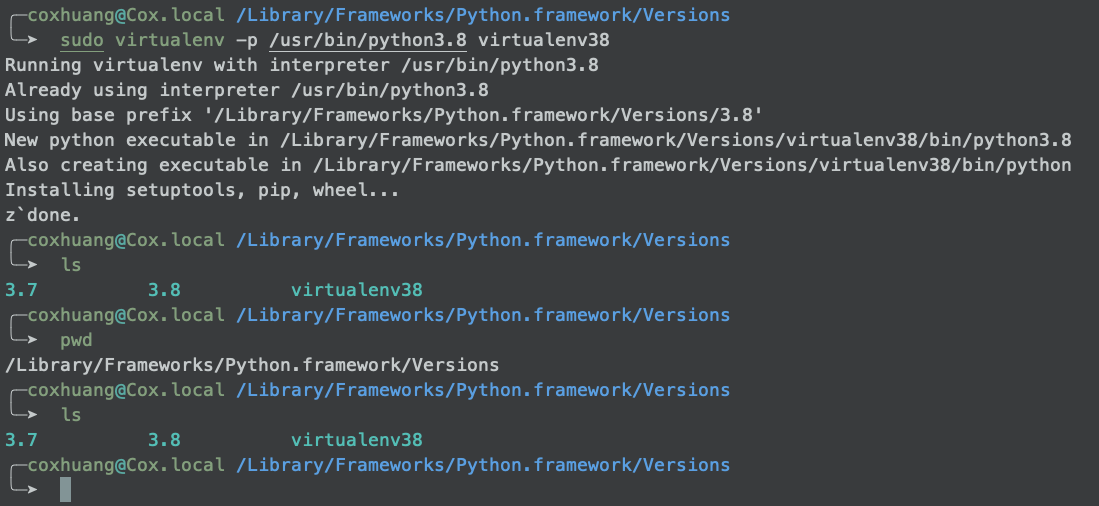 ╭─coxhuang@Cox.local /Library/Frameworks/Python.framework/Versions
╰─➤  sudo virtualenv -p /usr/bin/python3.8 virtualenv38
Running virtualenv with interpreter /usr/bin/python3.8
Already using interpreter /usr/bin/python3.8
Using base prefix '/Library/Frameworks/Python.framework/Versions/3.8'
New python executable in /Library/Frameworks/Python.framework/Versions/virtualenv38/bin/python3.8
Also creating executable in /Library/Frameworks/Python.framework/Versions/virtualenv38/bin/python
Installing setuptools, pip, wheel...
z`done.
╭─coxhuang@Cox.local /Library/Frameworks/Python.framework/Versions
╰─➤  ls
3.7          3.8          virtualenv38
╭─coxhuang@Cox.local /Library/Frameworks/Python.framework/Versions
╰─➤  pwd
/Library/Frameworks/Python.framework/Versions
╭─coxhuang@Cox.local /Library/Frameworks/Python.framework/Versions
╰─➤  ls
3.7          3.8          virtualenv38
╭─coxhuang@Cox.local /Library/Frameworks/Python.framework/Versions
╰─➤